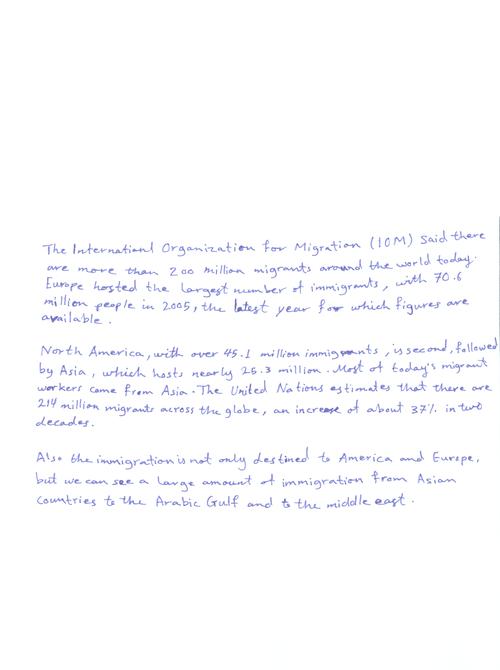 The Internationl Organization for Migration (IOM) Said there
are more than 200 million migrants around the world today.
Europe hosted the largest number of immigrants, with 70.6
million people in 2005, the latest year for which figures are
available.
North America, with over 45.1 million immigrants, is second, followed
by Asia, which hosts nearly 25.3 million. Most of today's migrant
workers come from Asia. The United Nations estimates that there are
214 million migrants across the globe, an increase of about 37% in two
decades.
Also the immigration is not only destined to America and Europe,
but we can see a large amount of immigration from Asian
countries to the Arabic Gulf and to the middle east.